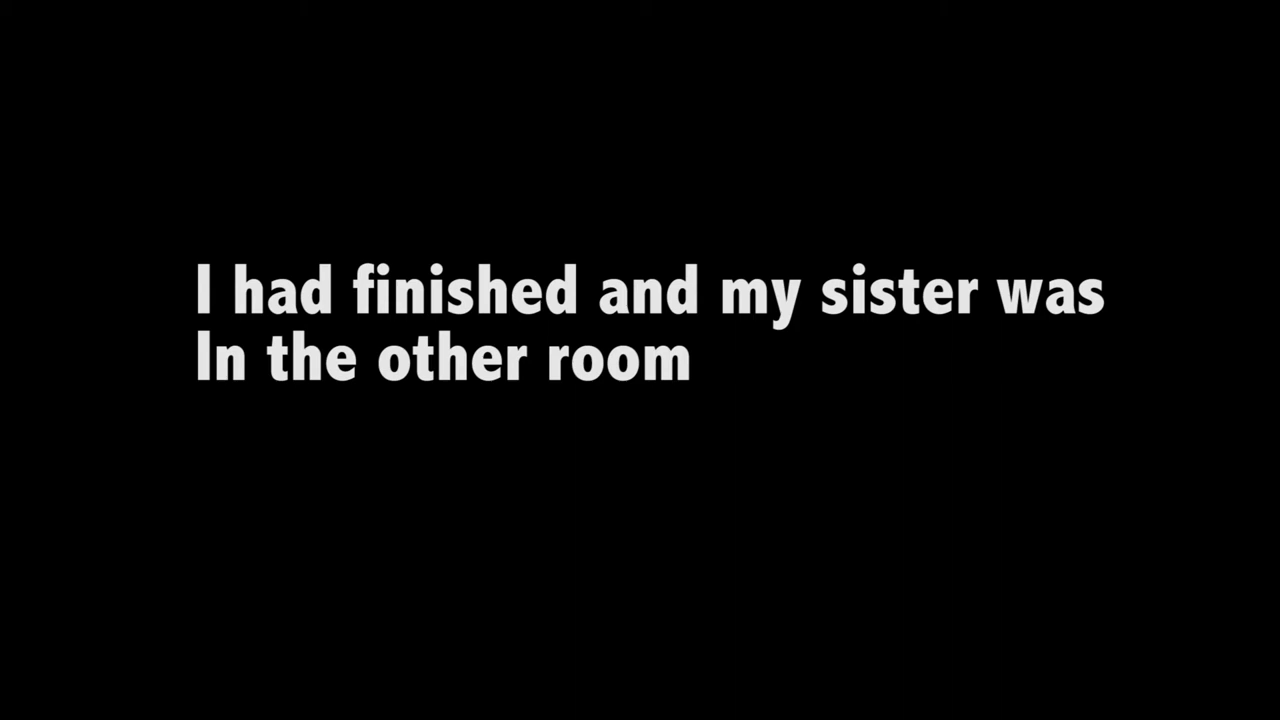 I had finished and my sister was
In the other room